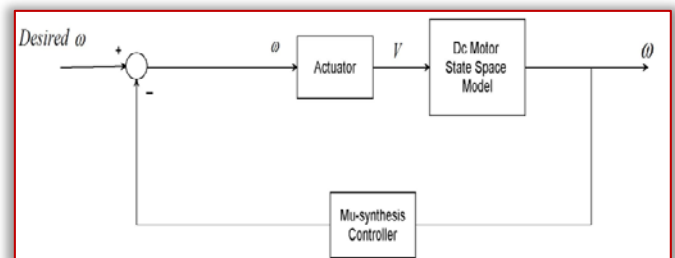 Desired ω
+
ω
Actuator
V
Dc Motor
State Space
Model
ω
−
Mu-synthesis
Controller